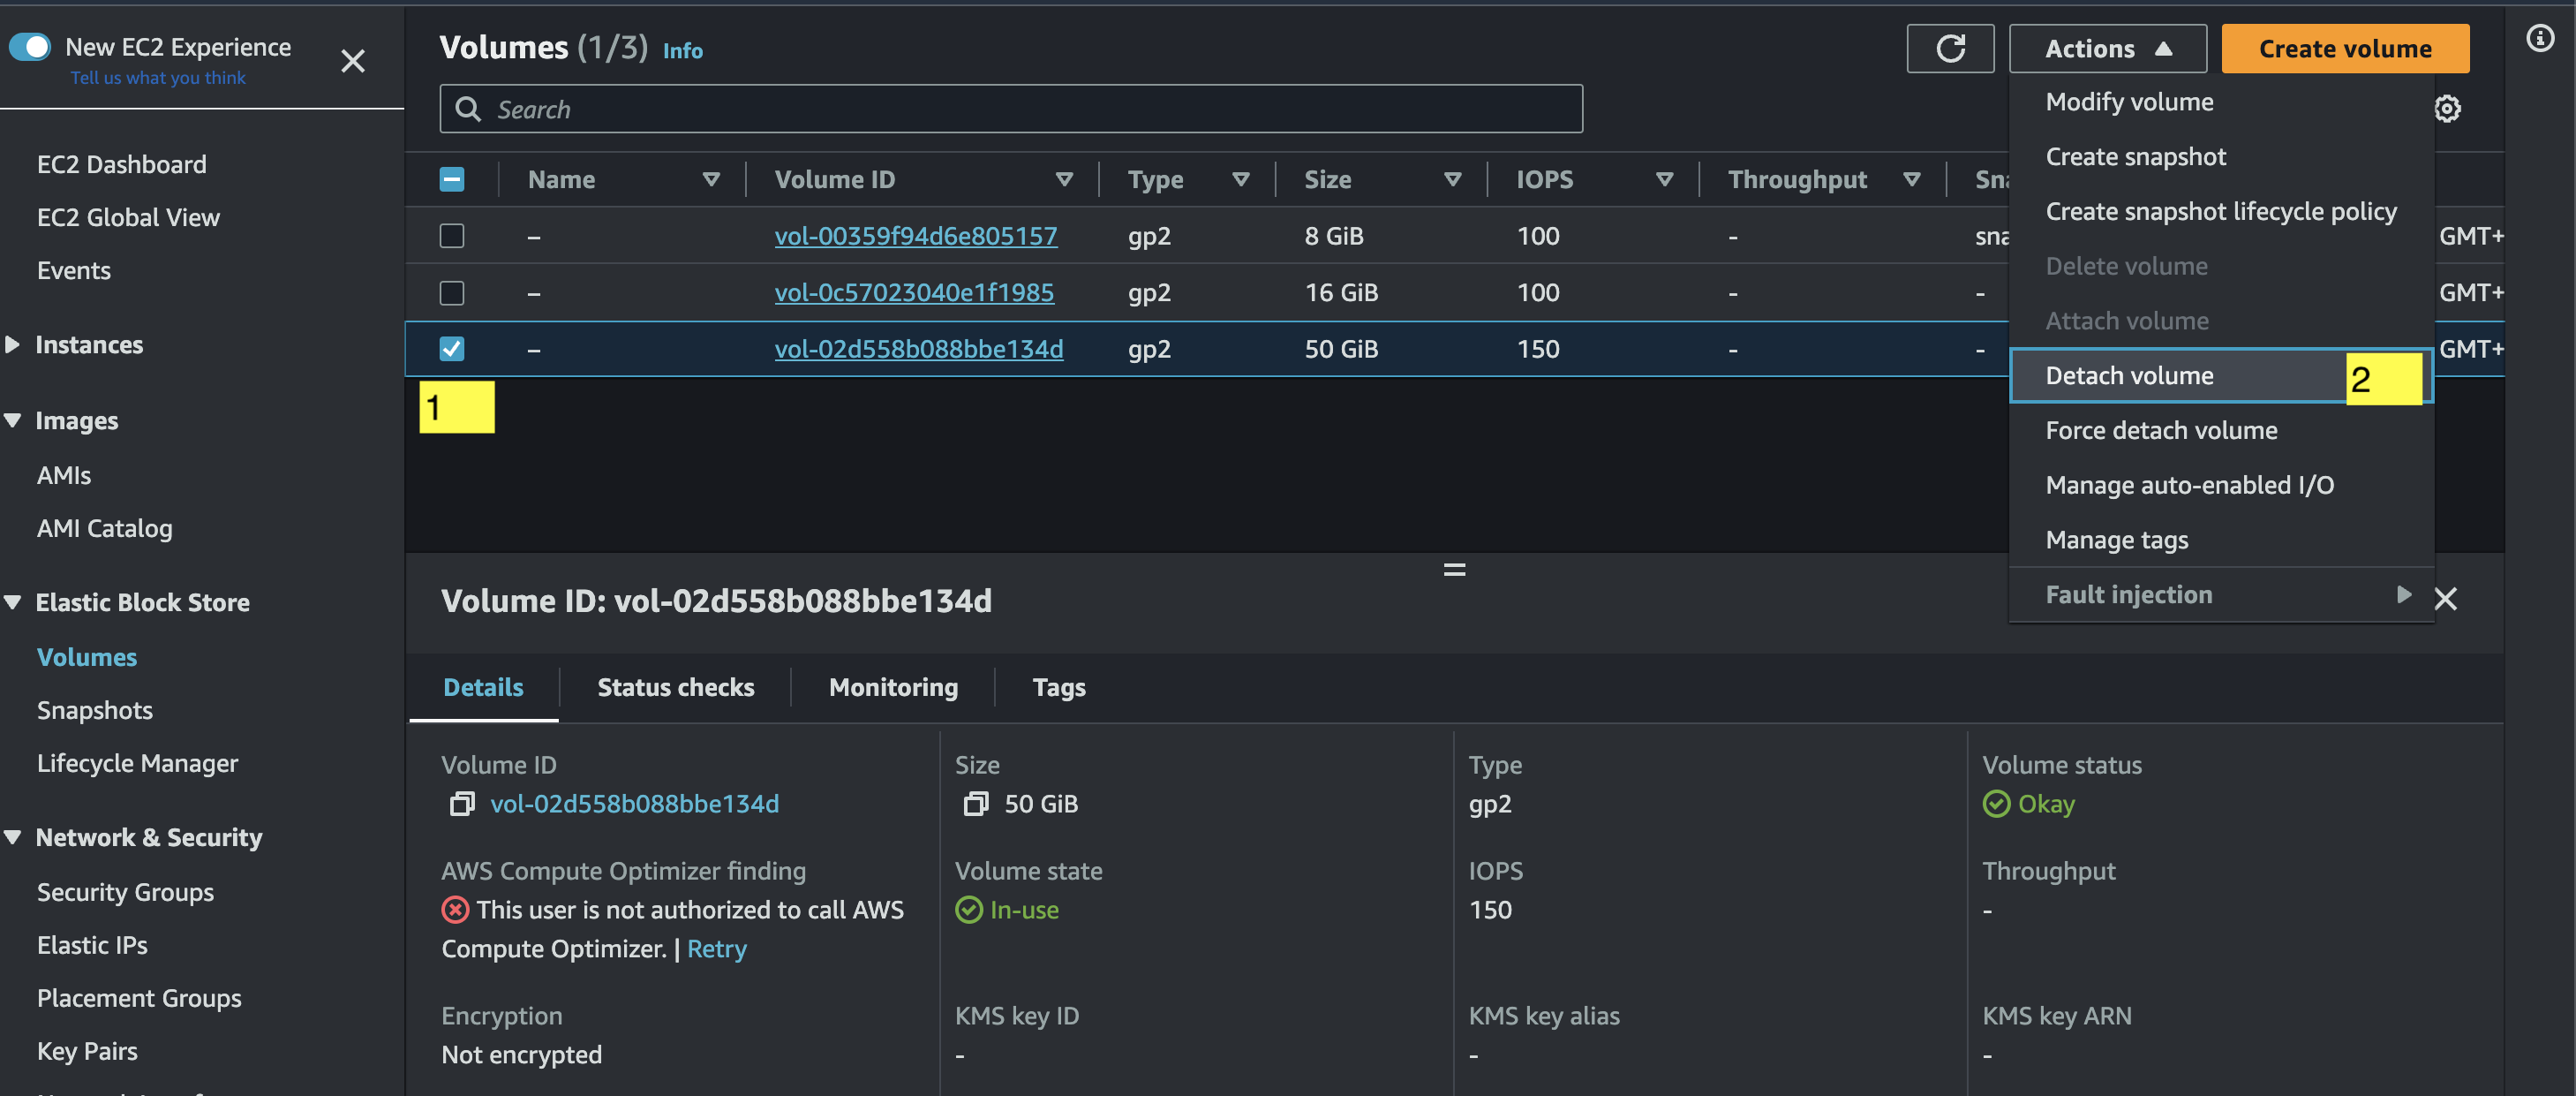 New EC2 Experience
Tell us what you think
EC2 Dashboard
EC2 Global View
Events
Instances
Images
AMIs
AMI Catalog
Elastic Block Store
Volumes
Snapshots
Lifecycle Manager
Network & Security
Security Groups
Elastic IPs
Placement Groups
Key Pairs
Volumes (1/3) Info
Actions
Create volume
Search
Name Volume ID Type Size IOPS Throughput Sna
– vol-00359f94d6e805157 gp2 8 GiB 100 - sna GMT+
– vol-0c57023040e1f1985 gp2 16 GiB 100 - - GMT+
– vol-02d558b088bbe134d gp2 50 GiB 150 - - GMT+
1
Modify volume
Create snapshot
Create snapshot lifecycle policy
Delete volume
Attach volume
Detach volume 2
Force detach volume
Manage auto-enabled I/O
Manage tags
Fault injection
Volume ID: vol-02d558b088bbe134d
Details Status checks Monitoring Tags
Volume ID
vol-02d558b088bbe134d
Size
50 GiB
Type
gp2
Volume status
Okay
AWS Compute Optimizer finding
This user is not authorized to call AWS
Compute Optimizer. | Retry
Volume state
In-use
IOPS
150
Throughput
-
Encryption
Not encrypted
KMS key ID
-
KMS key alias
-
KMS key ARN
-